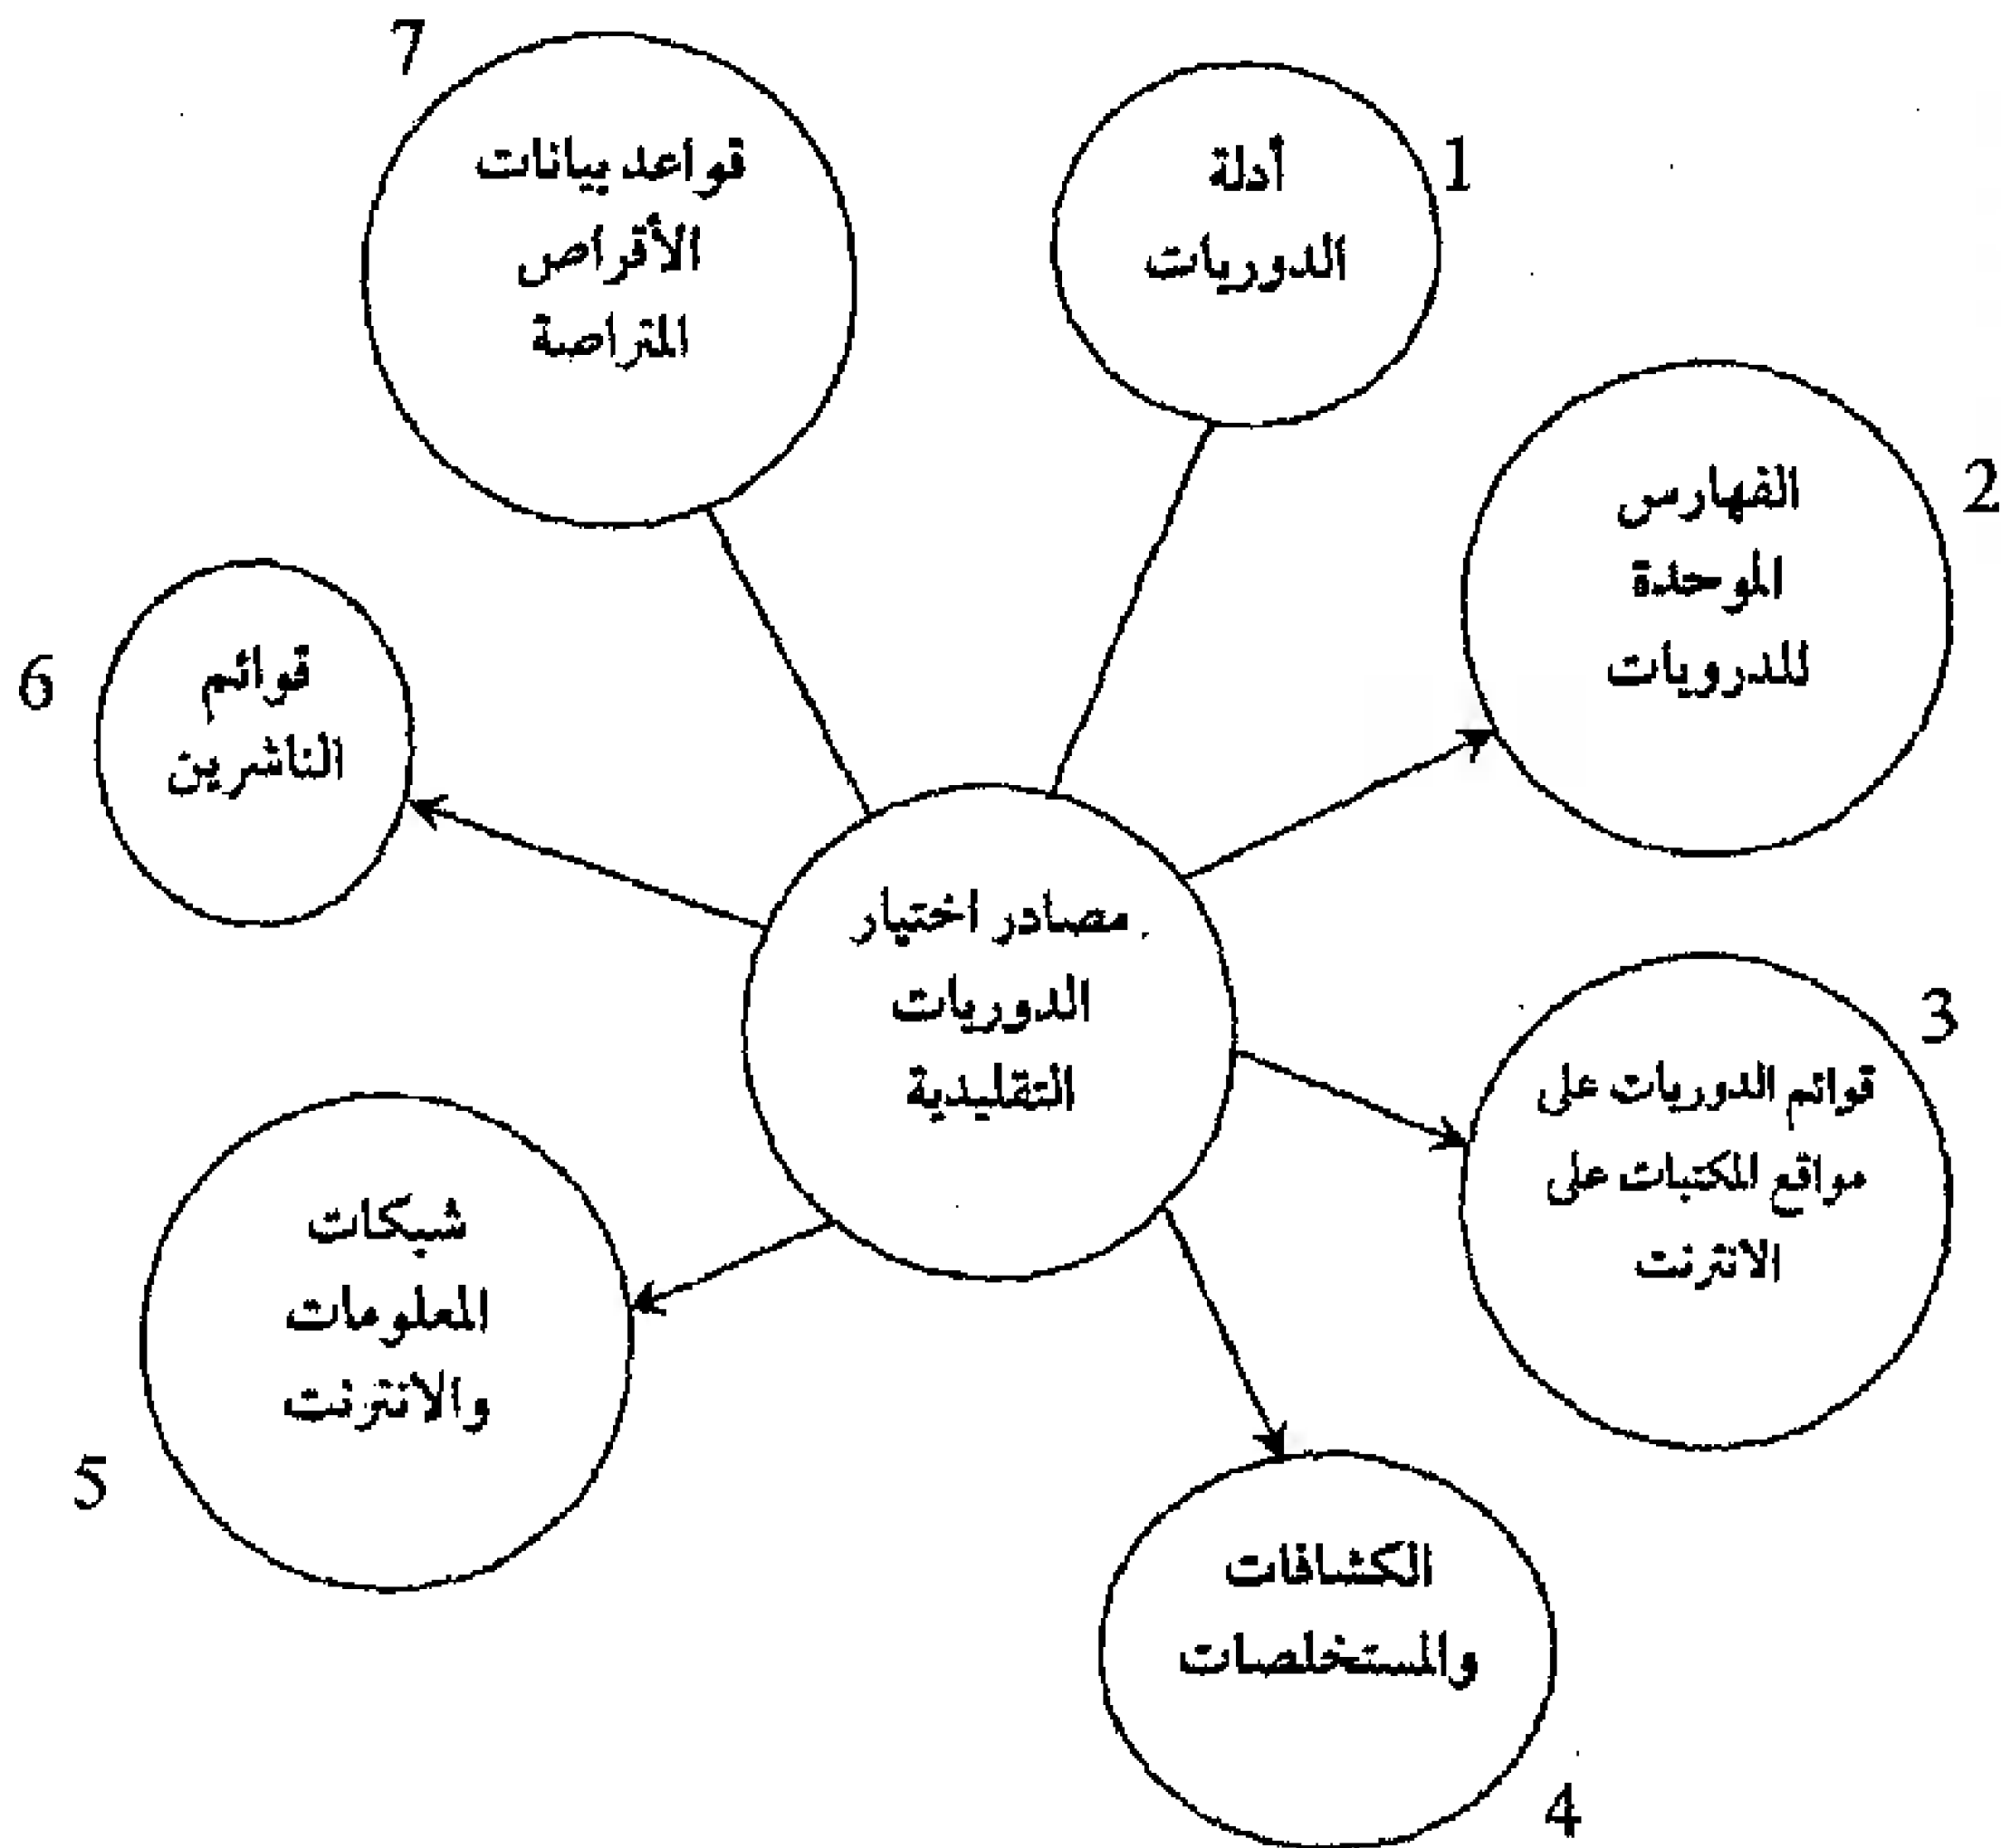 7
قواعد بيانات
الأقراص
المتراصة
1
أدلة
الدوريات
2
الفهارس
الموحدة
للدرويات
6
قوائم
الناشرين
مصادر اختيار
الدوريات
التقليدية
3
قوائم الدوريات على
مواقع المكتبات على
الانترنت
5
شبكات
المعلومات
والانترنت
الكشافات
والمستخلصات
4